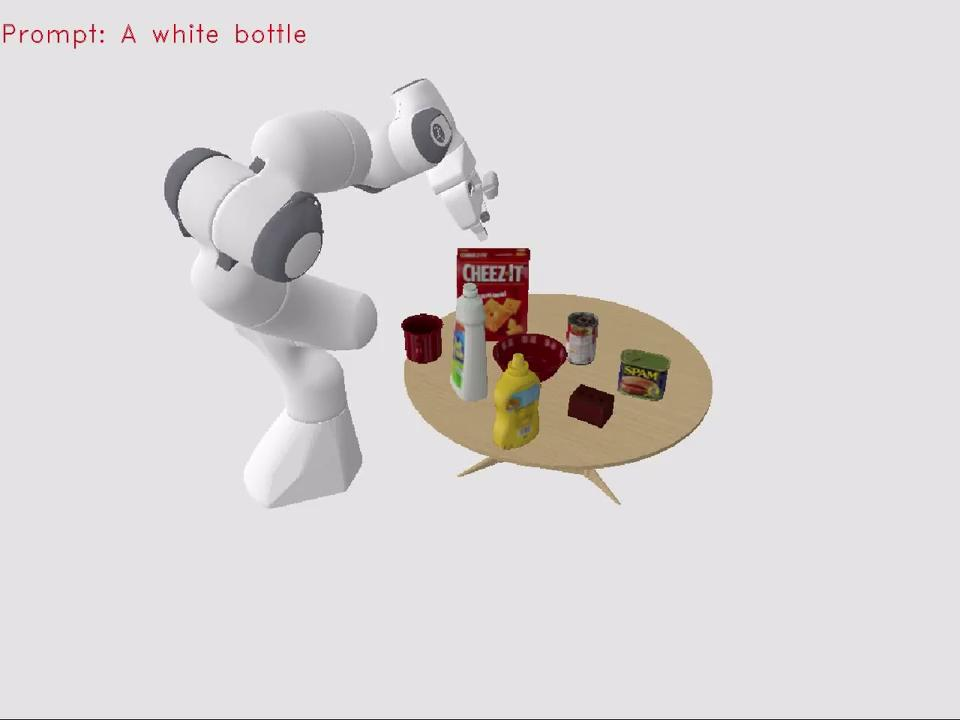 Prompt: A white bottle
CHEEZ-IT
SPAM